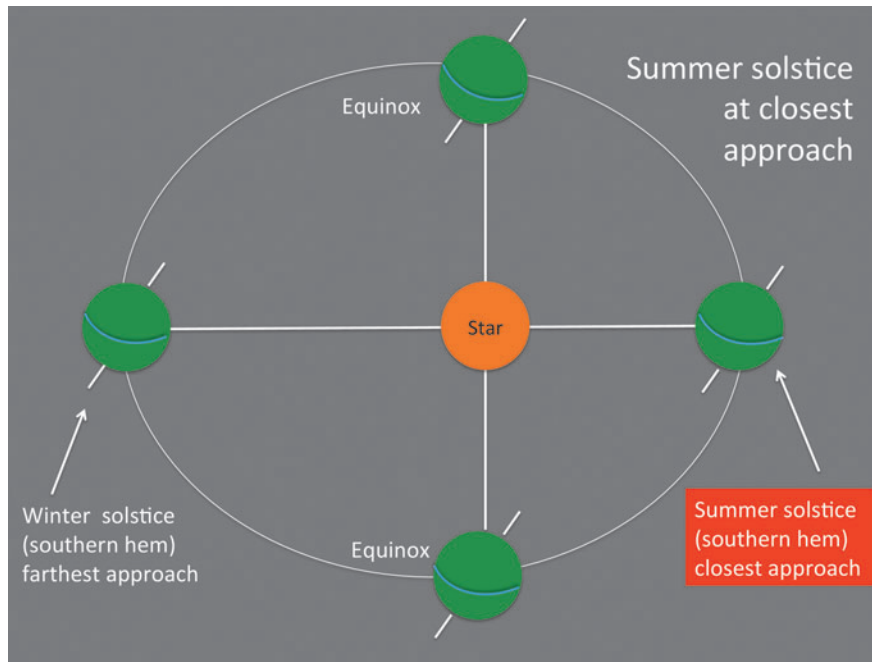 Summer solstice
at closest
approach
Equinox
Star
Winter solstice
(southern hem)
farthest approach
Equinox
Summer solstice
(southern hem)
closest approach